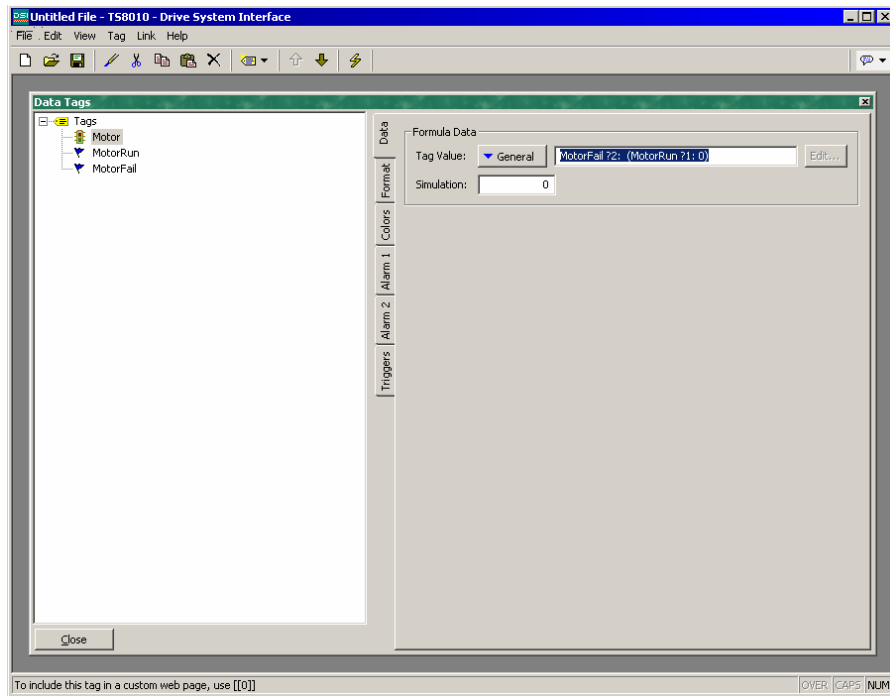 DSI Untitled File - TS8010 - Drive System Interface
File Edit View Tag Link Help
Data Tags
Tags
Motor
MotorRun
MotorFail
Data
Format
Colors
Alarm 1
Alarm 2
Triggers
Formula Data
Tag Value: General MotorFail ?2: (MotorRun ?1: 0) Edit...
Simulation: 0
Close
To include this tag in a custom web page, use [[0]] OVER CAPS NUM